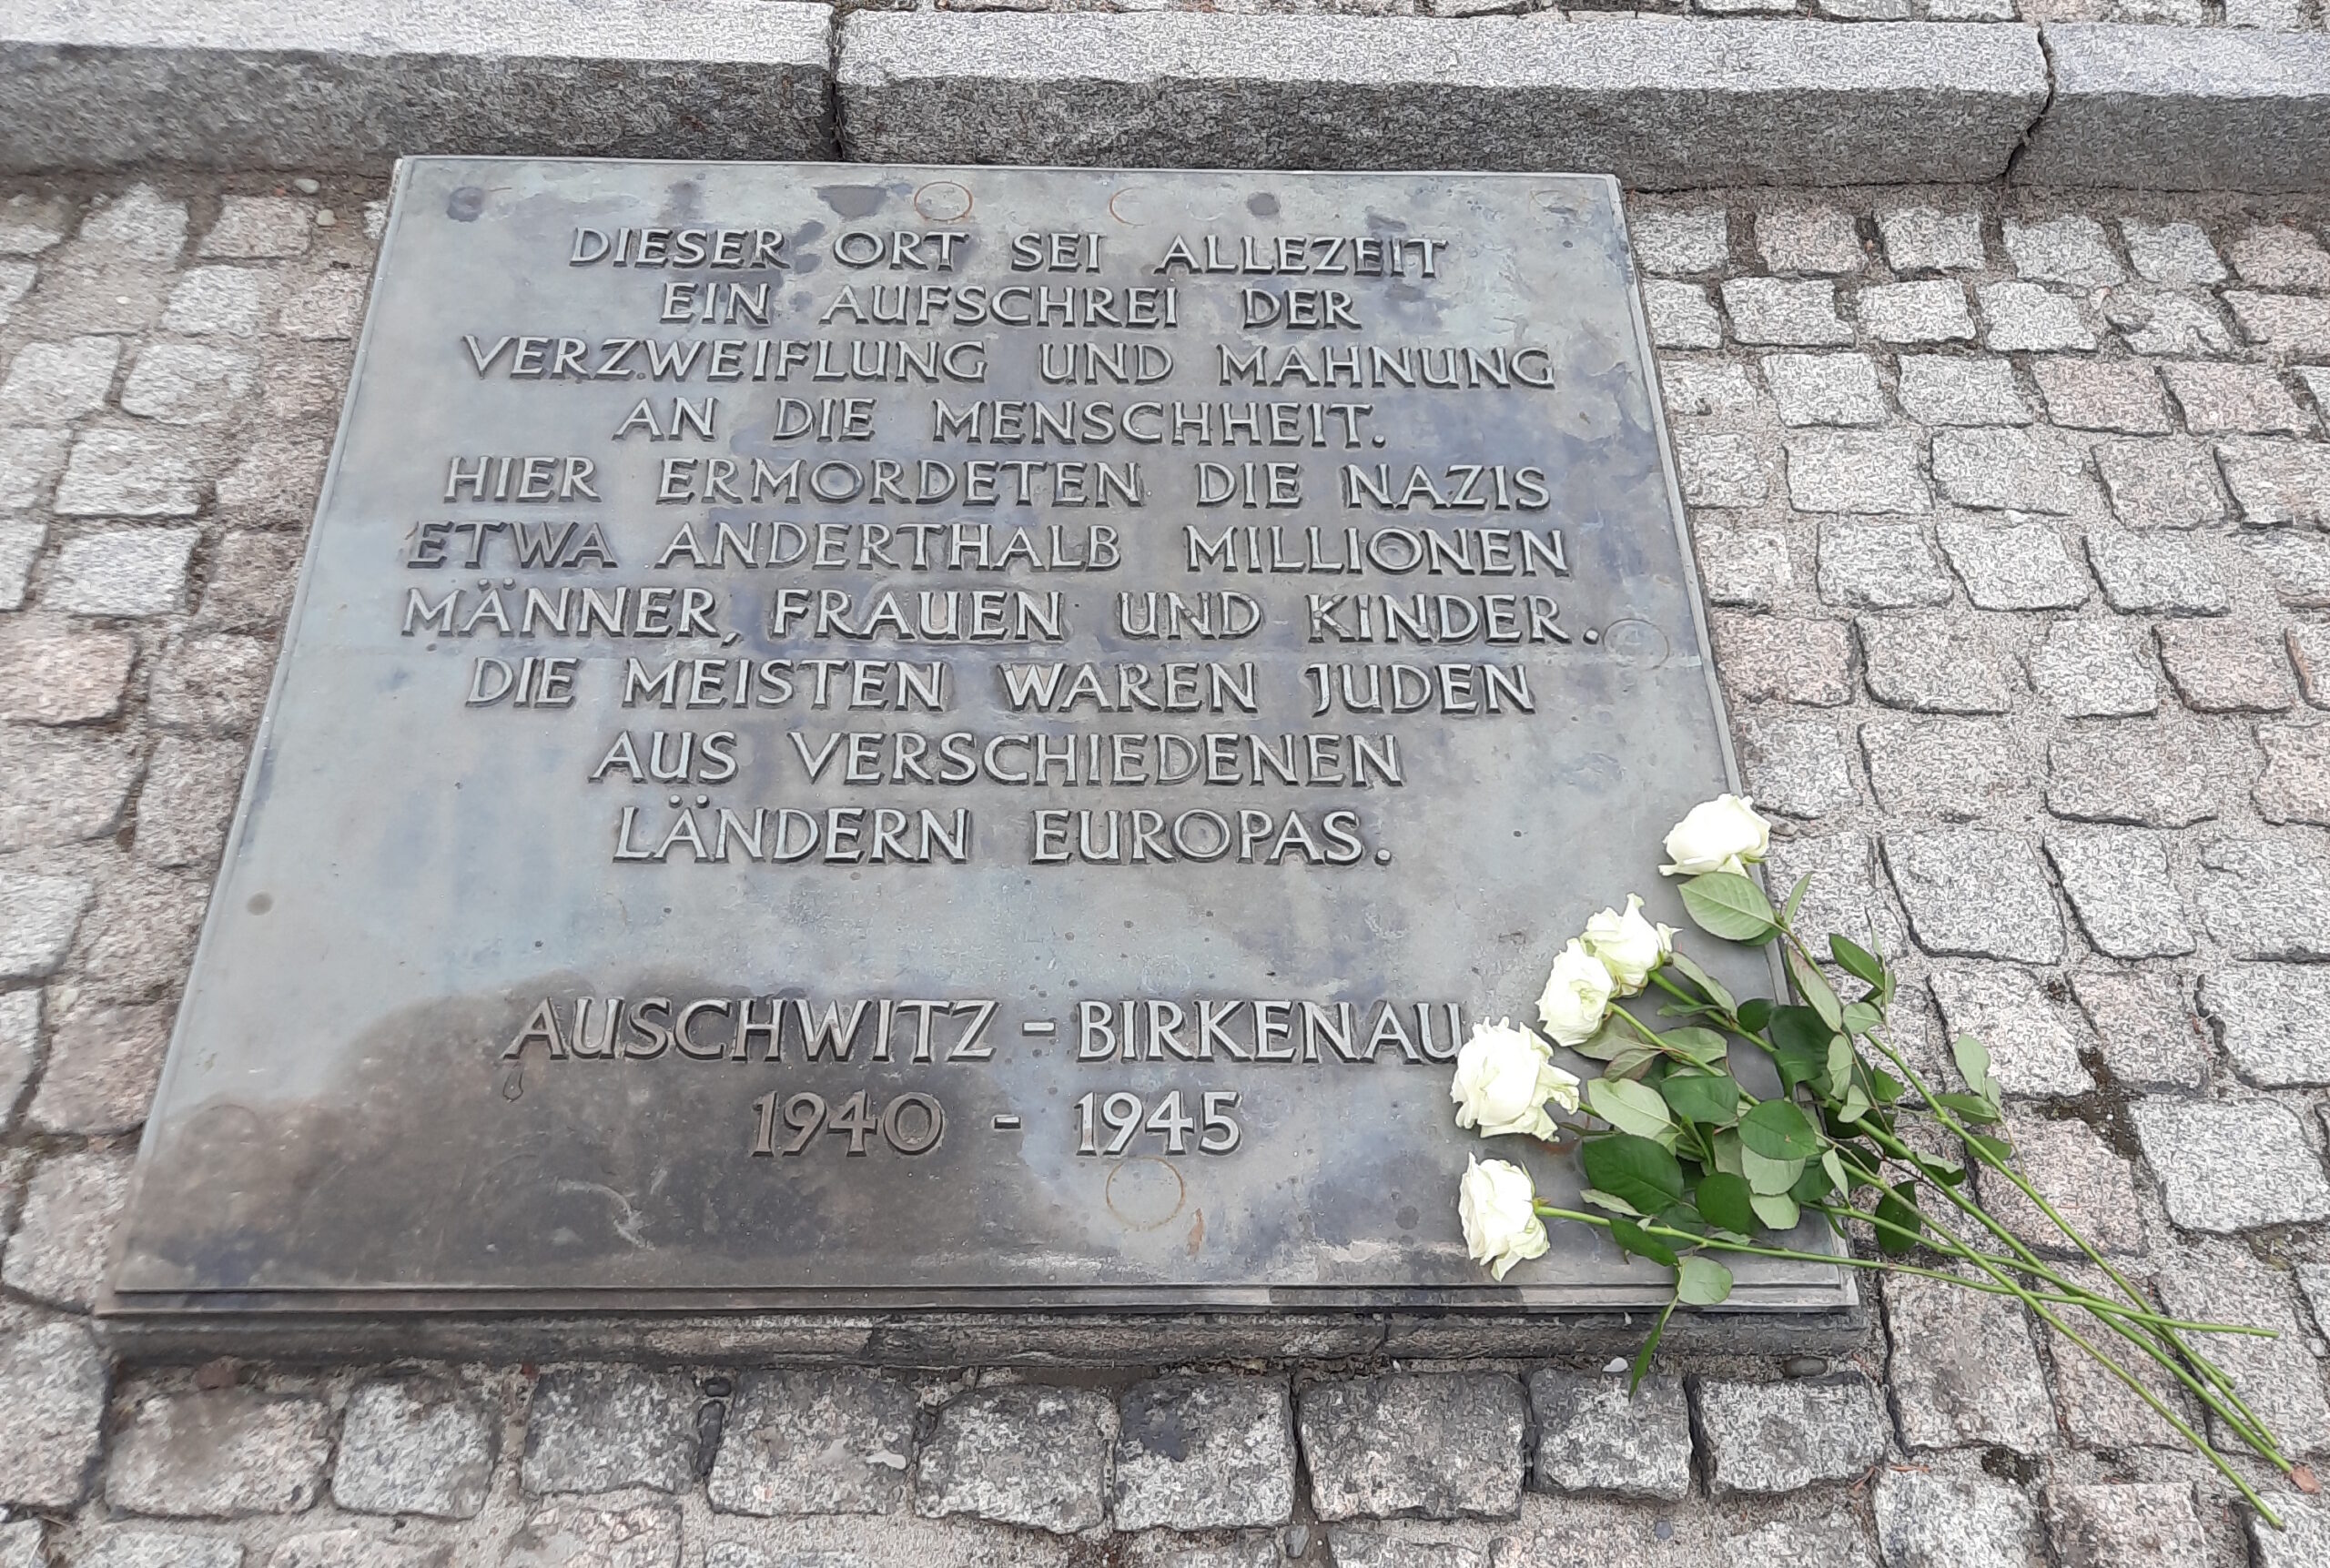 DIESER ORT SEI ALLEZEIT
EIN AUFSCHREI DER
VERZWEIFLUNG UND MAHNUNG
AN DIE MENSCHHEIT.
HIER ERMORDETEN DIE NAZIS
ETWA ANDERTHALB MILLIONEN
MÄNNER, FRAUEN UND KINDER.
DIE MEISTEN WAREN JUDEN
AUS VERSCHIEDENEN
LÄNDERN EUROPAS.
AUSCHWITZ - BIRKENAU
1940 - 1945